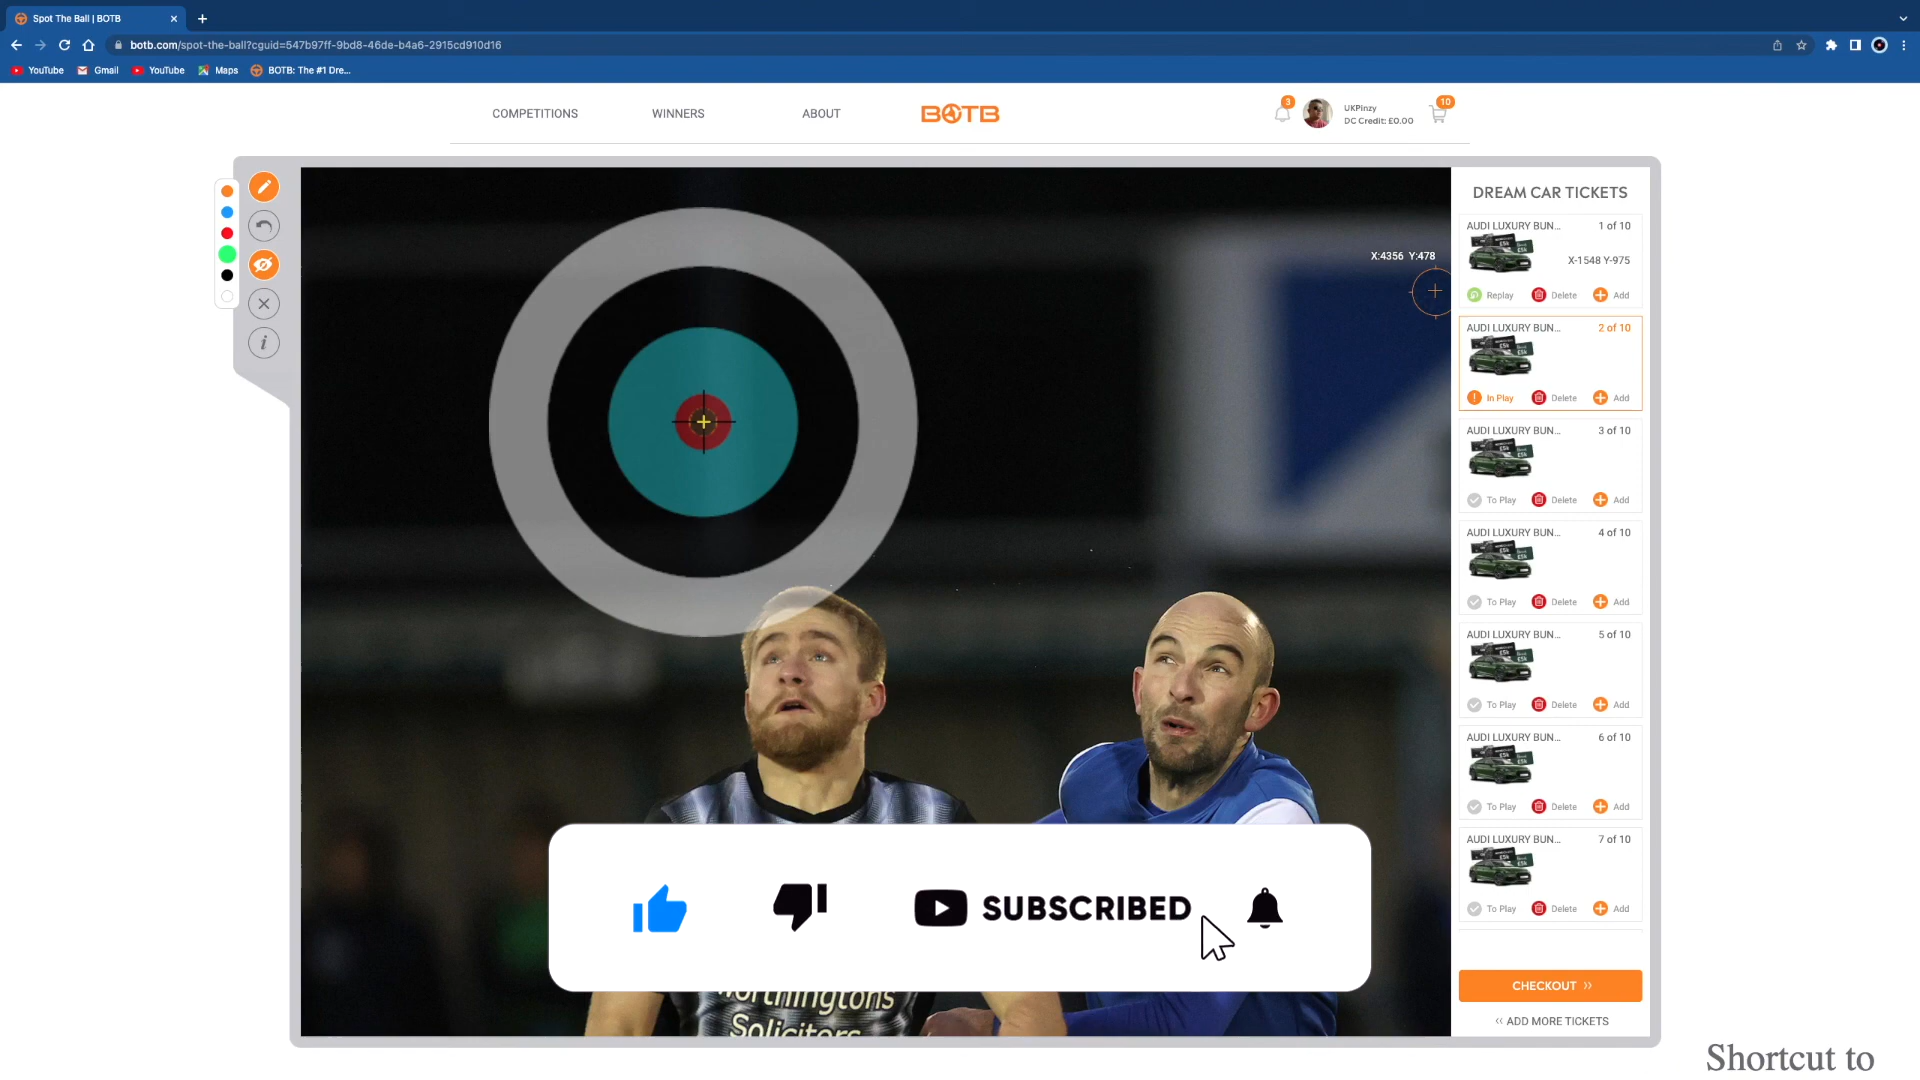 Spot The Ball | BOTB
botb.com/spot-the-ball?cguid=547b97ff-9bd8-46de-b4a6-2915cd910d16
YouTube
Gmail
YouTube
Maps
BOTB: The #1 Dre...
COMPETITIONS
WINNERS
ABOUT
BOTB
3
UKPinzy
DC Credit: £0.00
10
X:4356 Y:478
DREAM CAR TICKETS
AUDI LUXURY BUN... 1 of 10
X-1548 Y-975
Replay Delete Add
AUDI LUXURY BUN... 2 of 10
In Play Delete Add
AUDI LUXURY BUN... 3 of 10
To Play Delete Add
AUDI LUXURY BUN... 4 of 10
To Play Delete Add
AUDI LUXURY BUN... 5 of 10
To Play Delete Add
AUDI LUXURY BUN... 6 of 10
To Play Delete Add
AUDI LUXURY BUN... 7 of 10
To Play Delete Add
SUBSCRIBED
Worthingtons
Solicitors
CHECKOUT »
« ADD MORE TICKETS
Shortcut to